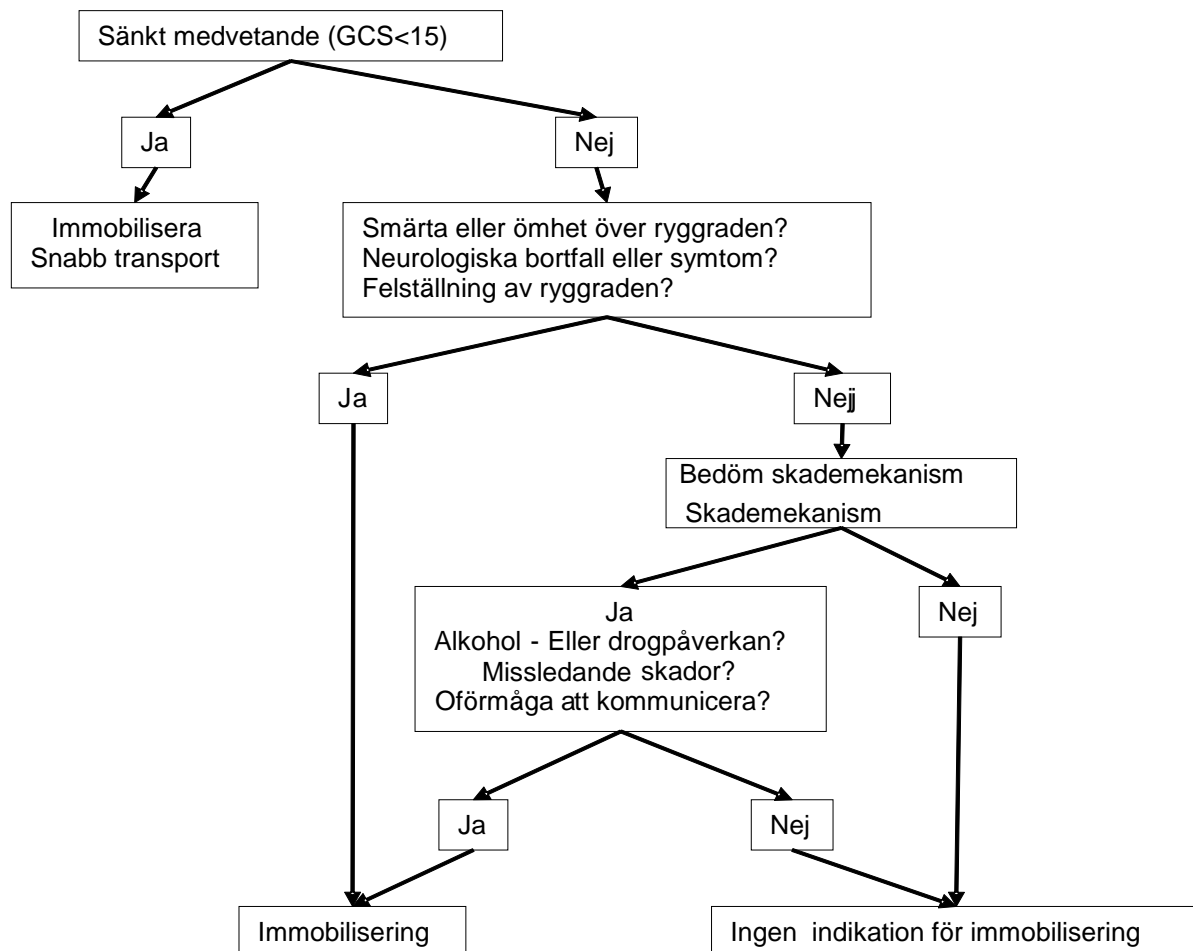 Sänkt medvetande (GCS<15)
Ja
Nej
Immobilisera
Snabb transport
Smärta eller ömhet över ryggraden?
Neurologiska bortfall eller symtom?
Felställning av ryggraden?
Ja
Nejj
Bedöm skademekanism
Skademekanism
Ja
Alkohol - Eller drogpåverkan?
Missledande skador?
Oförmåga att kommunicera?
Nej
Ja
Nej
Immobilisering
Ingen indikation för immobilisering